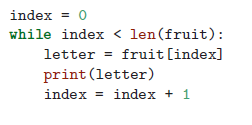 index = 0
while index < len(fruit):
    letter = fruit[index]
    print(letter)
    index = index + 1